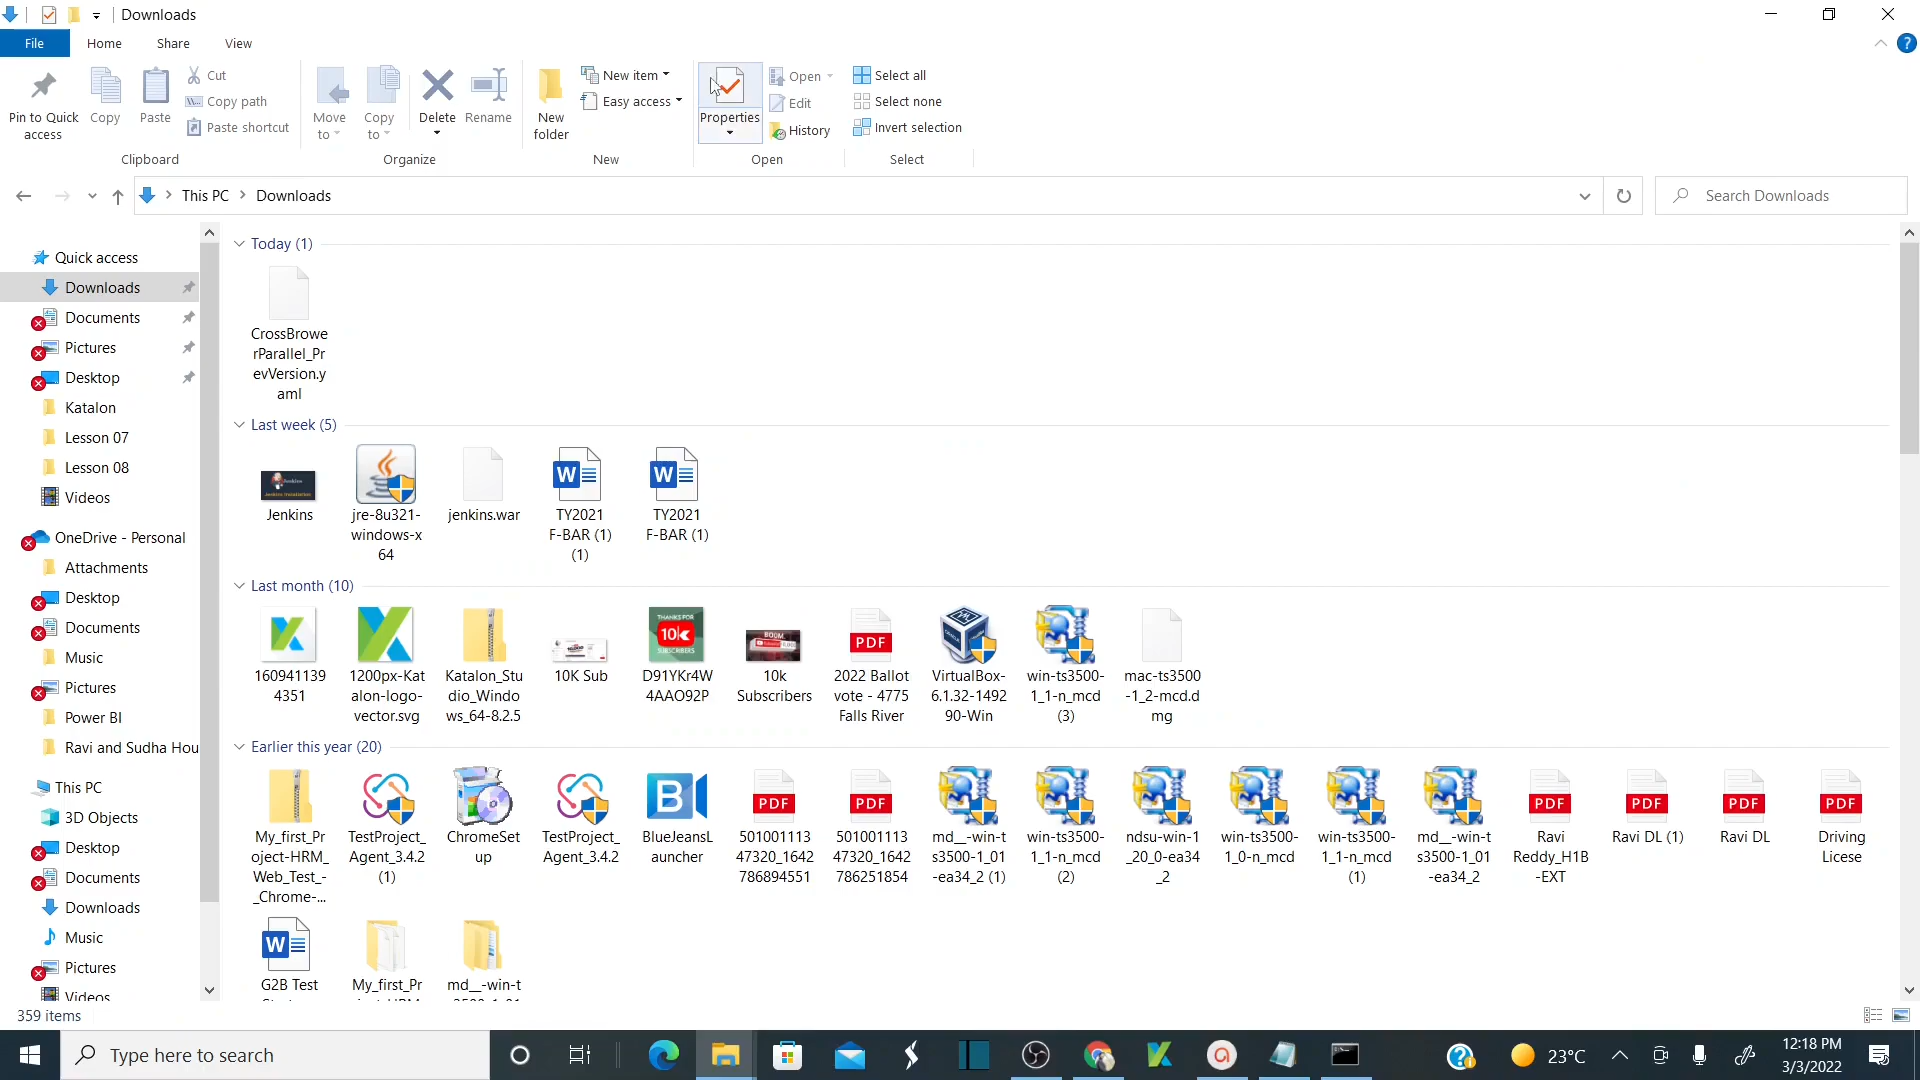 Downloads
File Home Share View
Pin to Quick access
Copy
Paste
Cut
Copy path
Paste shortcut
Clipboard
Move to
Copy to
Delete
Rename
Organize
New folder
New item
Easy access
New
Properties
Open
Edit
History
Open
Select all
Select none
Invert selection
Select
This PC > Downloads
Search Downloads
Quick access
Downloads
Documents
Pictures
Desktop
Katalon
Lesson 07
Lesson 08
Videos
OneDrive - Personal
Attachments
Desktop
Documents
Music
Pictures
Power BI
Ravi and Sudha Hou
This PC
3D Objects
Desktop
Documents
Downloads
Music
Pictures
Videos
Today (1)
CrossBrowe
rParallel_Pr
evVersion.y
aml
Last week (5)
Jenkins
jre-8u321-
windows-x
64
jenkins.war
TY2021
F-BAR (1)
(1)
TY2021
F-BAR (1)
Last month (10)
160941139
4351
1200px-Kat
alon-logo-
vector.svg
Katalon_Stu
dio_Windo
ws_64-8.2.5
10K Sub
THANKS FOR
10k
SUBSCRIBERS
D91YKr4W
4AAO92P
BOOM
10k
Subscribers
PDF
2022 Ballot
vote - 4775
Falls River
VirtualBox-
6.1.32-1492
90-Win
win-ts3500-
1_1-n_mcd
(3)
mac-ts3500
-1_2-mcd.d
mg
Earlier this year (20)
My_first_Pr
oject-HRM_
Web_Test_-
_Chrome-...
TestProject_
Agent_3.4.2
(1)
ChromeSet
up
TestProject_
Agent_3.4.2
B
BlueJeansL
auncher
PDF
501001113
47320_1642
786894551
PDF
501001113
47320_1642
786251854
md__-win-t
s3500-1_01
-ea34_2 (1)
win-ts3500-
1_1-n_mcd
(2)
ndsu-win-1
_20_0-ea34
_2
win-ts3500-
1_0-n_mcd
win-ts3500-
1_1-n_mcd
(1)
md__-win-t
s3500-1_01
-ea34_2
PDF
Ravi
Reddy_H1B
-EXT
PDF
Ravi DL (1)
PDF
Ravi DL
PDF
Driving
Licese
G2B Test
My_first_Pr
md__-win-t
359 items
Type here to search
23°C
12:18 PM
3/3/2022